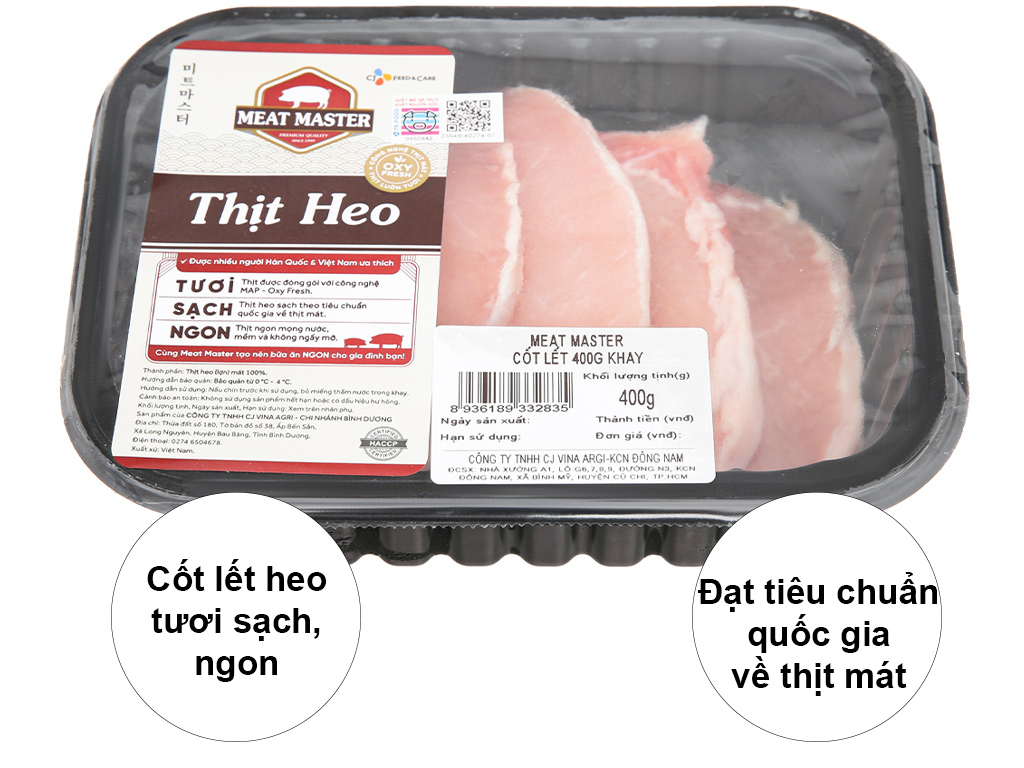 미트마스터
MEAT MASTER
PREMIUM QUALITY
SINCE 1999
CJ FEED & CARE
CÔNG NGHỆ THỊT MÁT
OXY
FRESH
THỊT LUÔN TƯƠI
Thịt Heo
✓ Được nhiều người Hàn Quốc & Việt Nam ưa thích
TƯƠI Thịt được đóng gói với công nghệ
MAP - Oxy Fresh.
SẠCH Thịt heo sạch theo tiêu chuẩn
quốc gia về thịt mát.
NGON Thịt ngon mọng nước,
mềm và không ngấy mỡ.
Cùng Meat Master tạo nên bữa ăn NGON cho gia đình bạn!
Thành phần: Thịt heo (lợn) mát 100%.
Hướng dẫn bảo quản: Bảo quản từ 0 °C - 4 °C.
Hướng dẫn sử dụng: Nấu chín trước khi sử dụng, bỏ miếng thấm nước trong khay.
Cảnh báo an toàn: Không sử dụng sản phẩm hết hạn hoặc có dấu hiệu hư hỏng.
Khối lượng tịnh, Ngày sản xuất, Hạn sử dụng: Xem trên nhãn phụ.
Sản phẩm của CÔNG TY TNHH CJ VINA AGRI - CHI NHÁNH BÌNH DƯƠNG
Địa chỉ: Thửa đất số 180, Tờ bản đồ số 38, Ấp Bến Sắn,
Xã Long Nguyên, Huyện Bàu Bàng, Tỉnh Bình Dương.
Điện thoại: 0274 6504678.
Xuất xứ: Việt Nam.
CERTIFIED
HACCP
CERTIFIED
MEAT MASTER
CỐT LẾT 400G KHAY
Khối lượng tịnh(g)
400g
8 936189 332835
Ngày sản xuất: Thành tiền (vnđ)
Hạn sử dụng: Đơn giá (vnđ):
CÔNG TY TNHH CJ VINA ARGI-KCN ĐÔNG NAM
ĐCSX: NHÀ XƯỞNG A1, LÔ G6,7,8,9, ĐƯỜNG N3, KCN
ĐÔNG NAM, XÃ BÌNH MỸ, HUYỆN CỦ CHI, TP.HCM
Cốt lết heo
tươi sạch,
ngon
Đạt tiêu chuẩn
quốc gia
về thịt mát